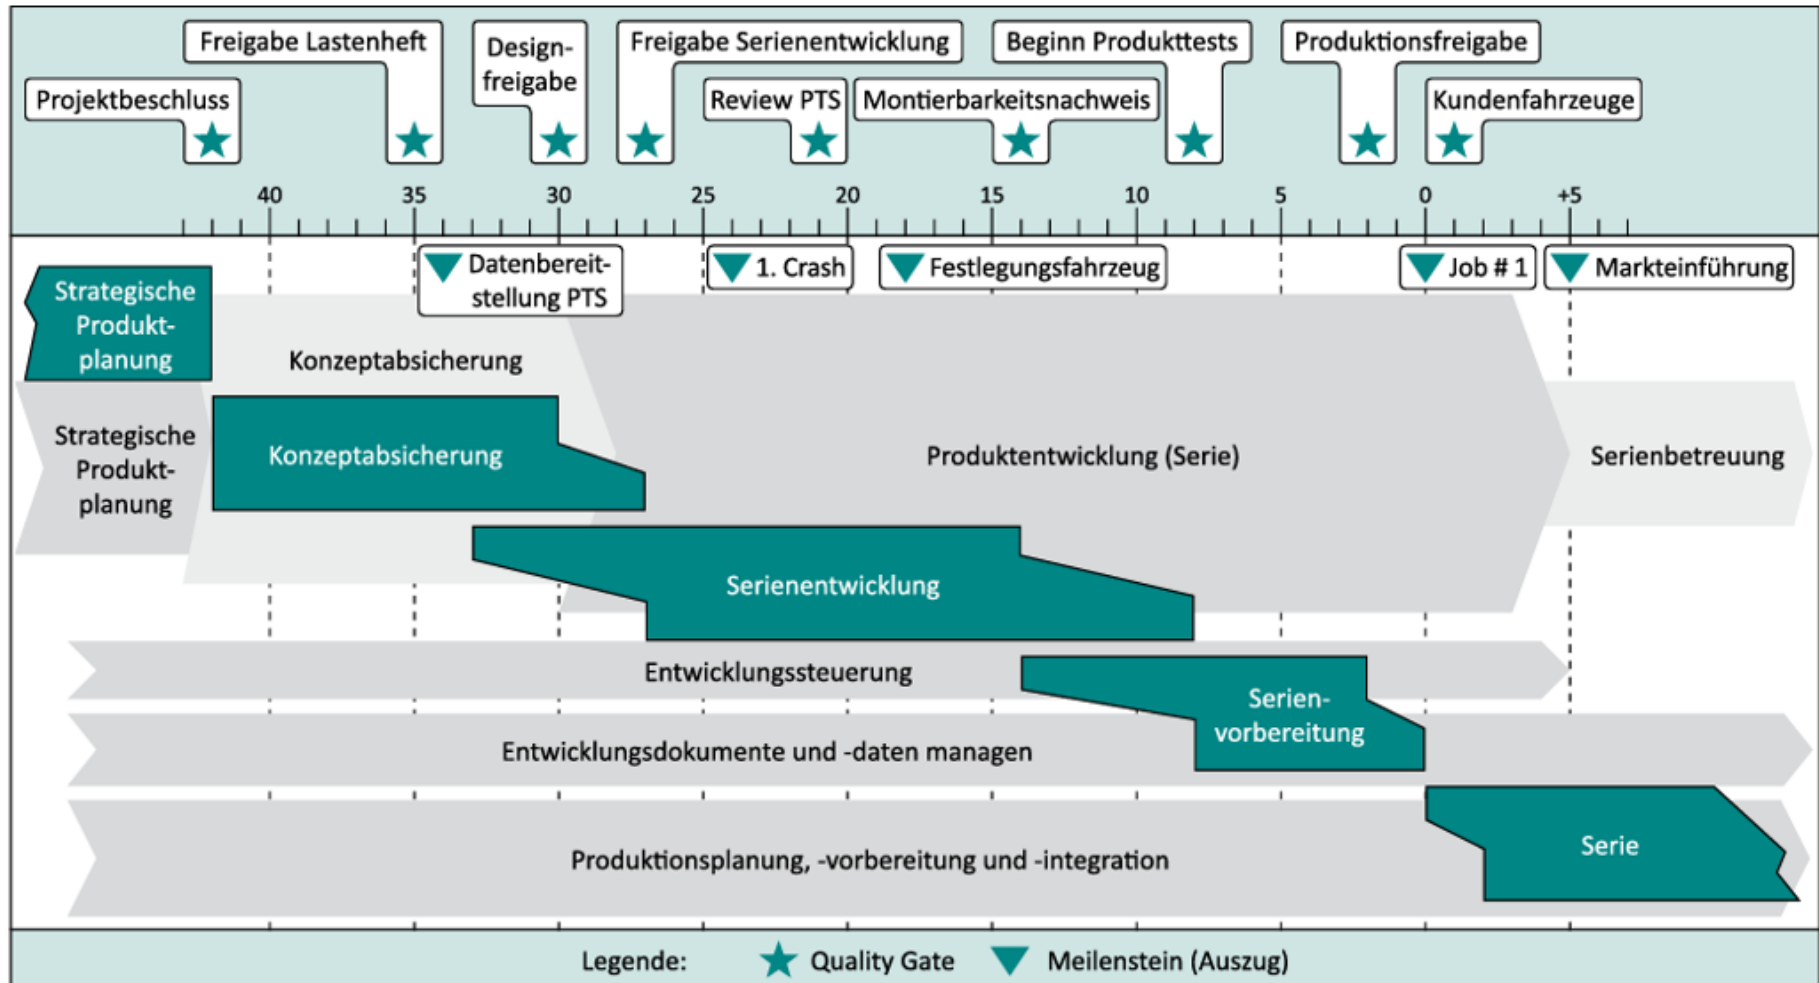 Freigabe Lastenheft
Design-
freigabe
Freigabe Serienentwicklung
Beginn Produkttests
Produktionsfreigabe
Projektbeschluss
Review PTS
Montierbarkeitsnachweis
Kundenfahrzeuge
40 35 30 25 20 15 10 5 0 +5
Datenbereit-
stellung PTS
1. Crash
Festlegungsfahrzeug
Job # 1
Markteinführung
Strategische
Produkt-
planung
Konzeptabsicherung
Strategische
Produkt-
planung
Konzeptabsicherung
Produktentwicklung (Serie)
Serienbetreuung
Serienentwicklung
Entwicklungssteuerung
Serien-
vorbereitung
Entwicklungsdokumente und -daten managen
Serie
Produktionsplanung, -vorbereitung und -integration
Legende: Quality Gate Meilenstein (Auszug)